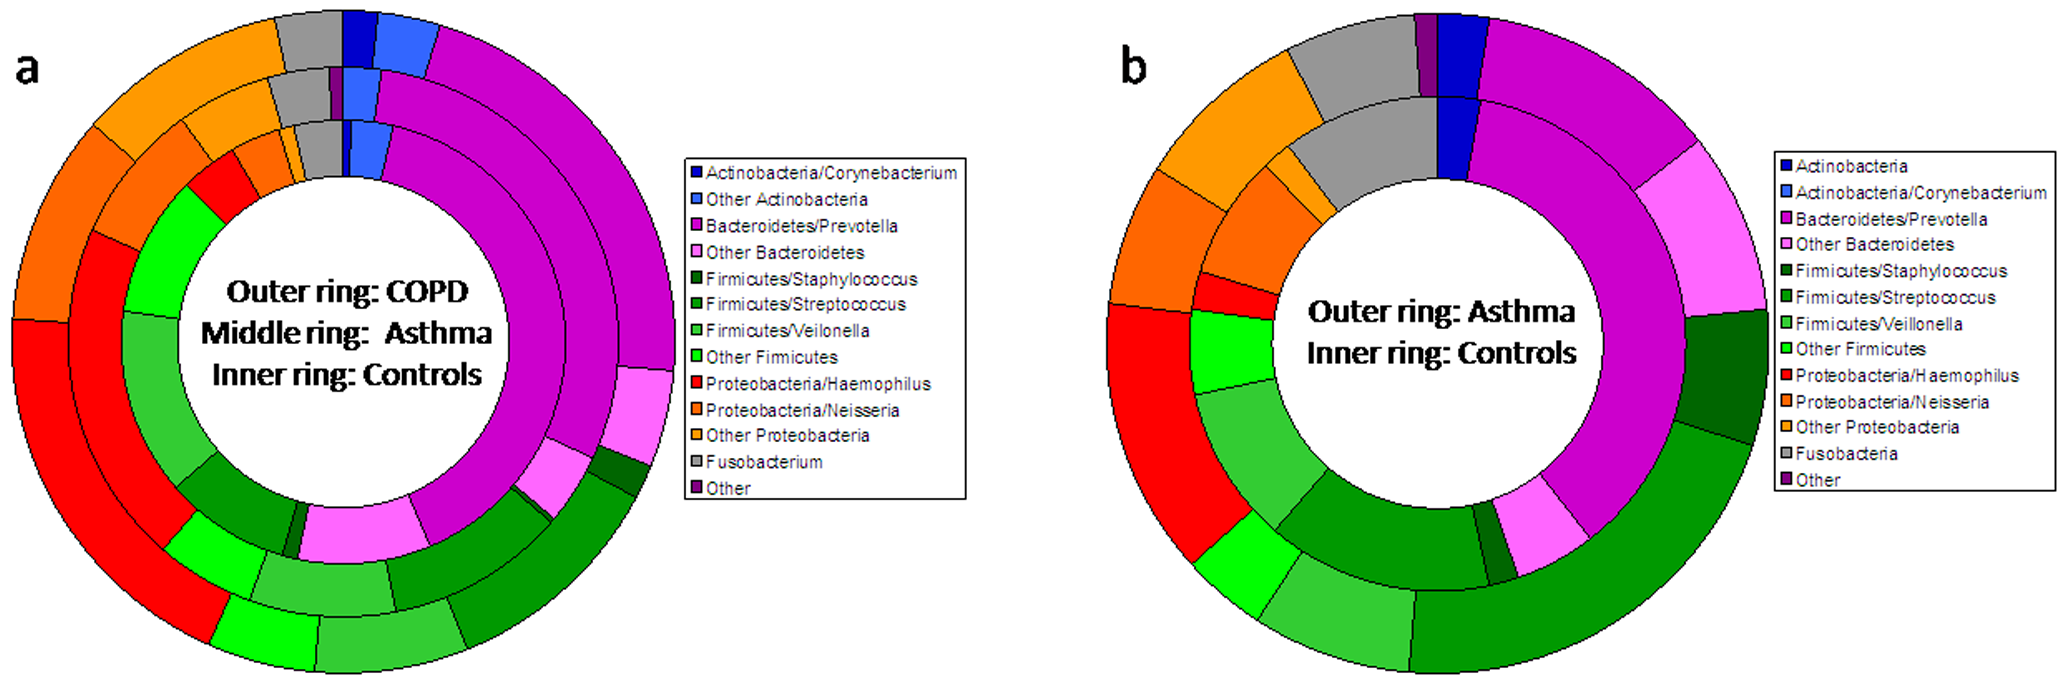 a
Outer ring: COPD
Middle ring: Asthma
Inner ring: Controls
Actinobacteria/Corynebacterium
Other Actinobacteria
Bacteroidetes/Prevotella
Other Bacteroidetes
Firmicutes/Staphylococcus
Firmicutes/Streptococcus
Firmicutes/Veilonella
Other Firmicutes
Proteobacteria/Haemophilus
Proteobacteria/Neisseria
Other Proteobacteria
Fusobacterium
Other
b
Outer ring: Asthma
Inner ring: Controls
Actinobacteria
Actinobacteria/Corynebacterium
Bacteroidetes/Prevotella
Other Bacteroidetes
Firmicutes/Staphylococcus
Firmicutes/Streptococcus
Firmicutes/Veillonella
Other Firmicutes
Proteobacteria/Haemophilus
Proteobacteria/Neisseria
Other Proteobacteria
Fusobacteria
Other